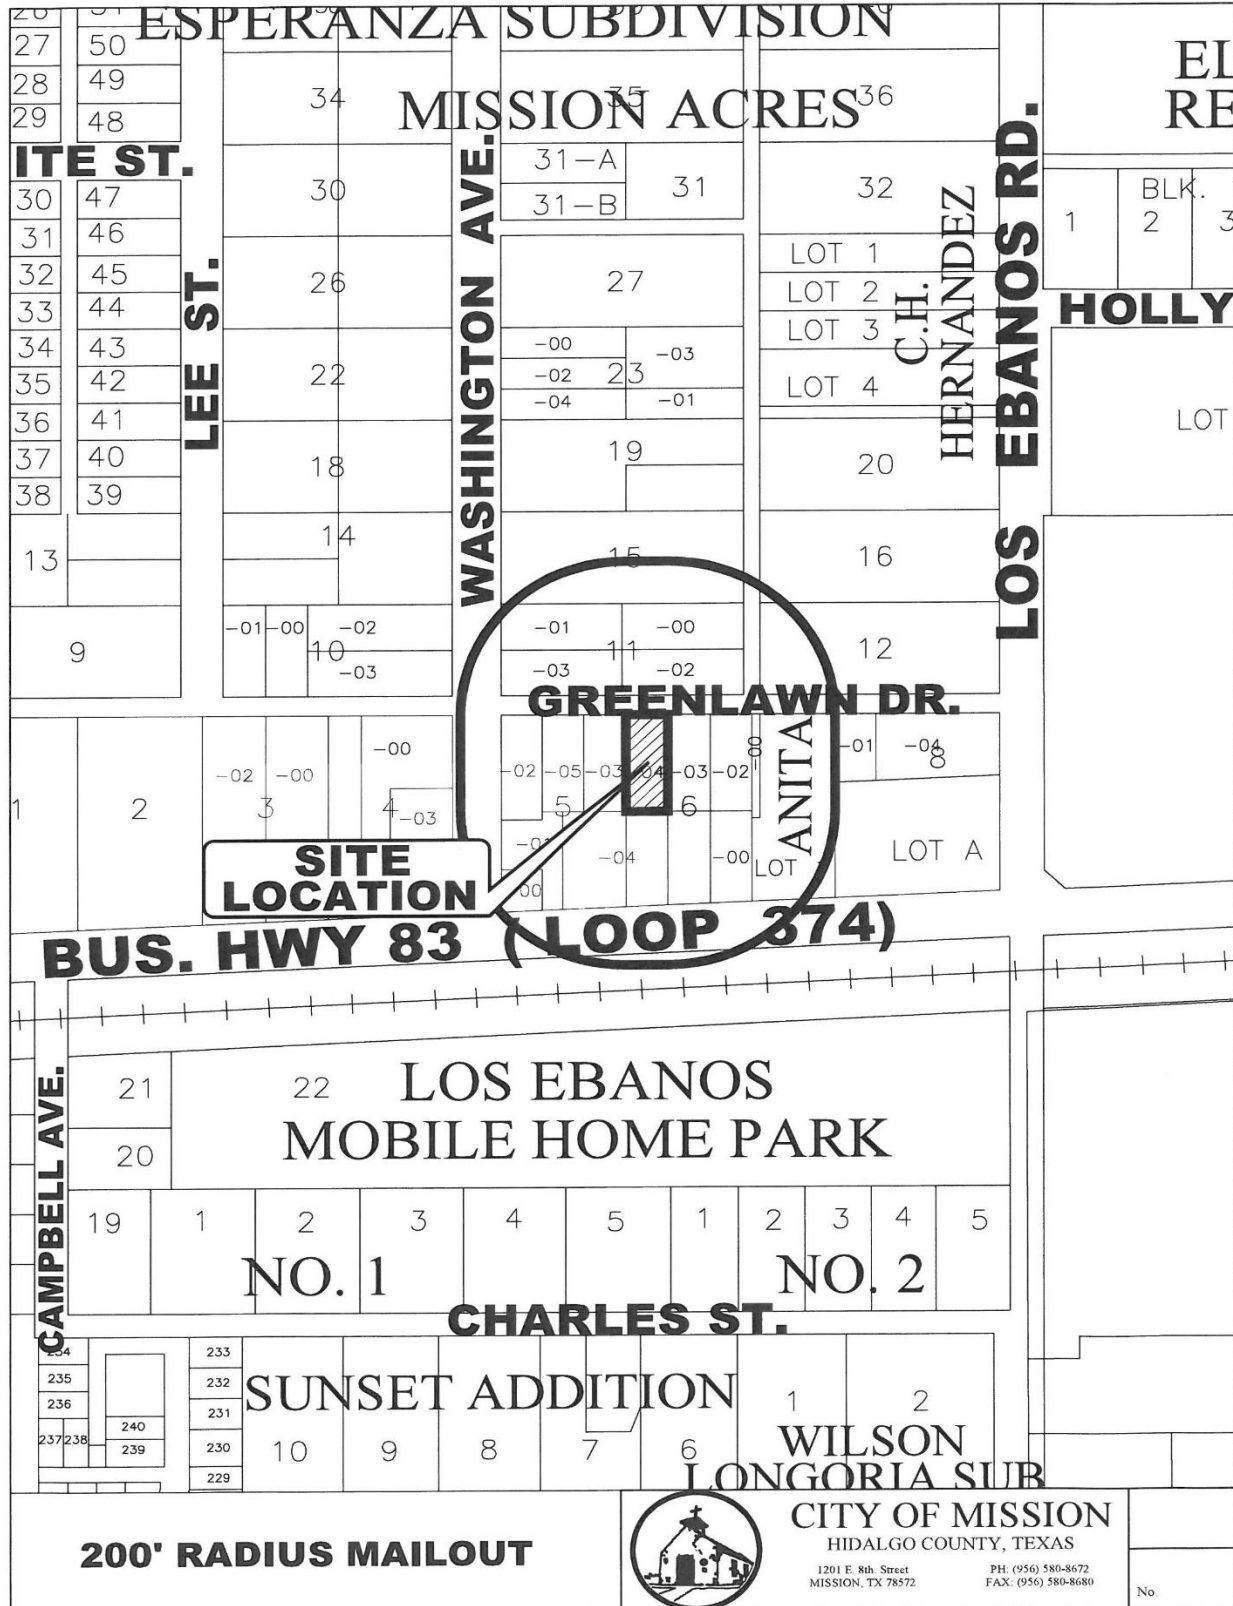 ESPERANZA SUBDIVISION
27 50
28 49
29 48
34 35 36
MISSION ACRES
EL
RE
ITE ST.
30 47
31 46
32 45
33 44
34 43
35 42
36 41
37 40
38 39
LEE ST.
WASHINGTON AVE.
LOS EBANOS RD.
30
31-A
31-B
31
32
BLK.
1 2 3
HOLLY
26 27
LOT 1
LOT 2
LOT 3
LOT 4
C.H.
HERNANDEZ
22
-00 -03
-02 23
-04 -01
LOT
18 19 20
13 14 15 16
9
-01 -00 -02
10
-03
-01 -00
11
-03 -02
12
GREENLAWN DR.
1 2
-02 -00
3
-00
4
-03
-02 -05 -03 -04 -03 -02 -00
5 6
-04 -00
00
ANITA
LOT
-01 -04
8
LOT A
SITE
LOCATION
BUS. HWY 83 ( LOOP 374)
CAMPBELL AVE.
21 22
20
LOS EBANOS
MOBILE HOME PARK
19 1 2 3 4 5 1 2 3 4 5
NO. 1 NO. 2
CHARLES ST.
234
235
236
237 238
240
239
233
232
231
230
229
SUNSET ADDITION
10 9 8 7 6
1 2
WILSON
LONGORIA SUB
200' RADIUS MAILOUT
CITY OF MISSION
HIDALGO COUNTY, TEXAS
1201 E. 8th. Street PH: (956) 580-8672
MISSION, TX 78572 FAX: (956) 580-8680
No.